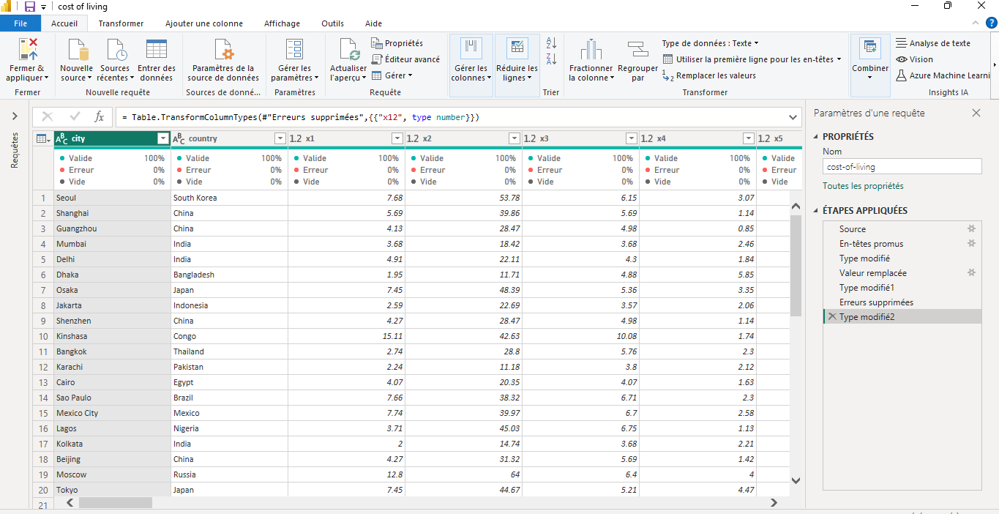 cost of living
File Accueil Transformer Ajouter une colonne Affichage Outils Aide
Fermer & appliquer
Fermer
Nouvelle source
Sources récentes
Entrer des données
Nouvelle requête
Paramètres de la source de données
Sources de donné...
Gérer les paramètres
Paramètres
Actualiser l'aperçu
Propriétés
Éditeur avancé
Gérer
Requête
Gérer les colonnes
Réduire les lignes
Trier
Fractionner la colonne
Regrouper par
Type de données : Texte
Utiliser la première ligne pour les en-têtes
Remplacer les valeurs
Transformer
Combiner
Analyse de texte
Vision
Azure Machine Learni
Insights IA
Requêtes
fx = Table.TransformColumnTypes(#"Erreurs supprimées",{{"x12", type number}})
ABC city ABC country 1.2 x1 1.2 x2 1.2 x3 1.2 x4 1.2 x5
Valide 100% Valide 100% Valide 100% Valide 100% Valide 100% Valide 100% Valide
Erreur 0% Erreur 0% Erreur 0% Erreur 0% Erreur 0% Erreur 0% Erreur
Vide 0% Vide 0% Vide 0% Vide 0% Vide 0% Vide 0% Vide
1 Seoul South Korea 7.68 53.78 6.15 3.07
2 Shanghai China 5.69 39.86 5.69 1.14
3 Guangzhou China 4.13 28.47 4.98 0.85
4 Mumbai India 3.68 18.42 3.68 2.46
5 Delhi India 4.91 22.11 4.3 1.84
6 Dhaka Bangladesh 1.95 11.71 4.88 5.85
7 Osaka Japan 7.45 48.39 5.36 3.35
8 Jakarta Indonesia 2.59 22.69 3.57 2.06
9 Shenzhen China 4.27 28.47 4.98 1.14
10 Kinshasa Congo 15.11 42.63 10.08 1.74
11 Bangkok Thailand 2.74 28.8 5.76 2.3
12 Karachi Pakistan 2.24 11.18 3.8 2.12
13 Cairo Egypt 4.07 20.35 4.07 1.63
14 Sao Paulo Brazil 7.66 38.32 6.71 2.3
15 Mexico City Mexico 7.74 39.97 6.7 2.58
16 Lagos Nigeria 3.71 45.03 6.75 1.13
17 Kolkata India 2 14.74 3.68 2.21
18 Beijing China 4.27 31.32 5.69 1.42
19 Moscow Russia 12.8 64 6.4 4
20 Tokyo Japan 7.45 44.67 5.21 4.47
21
Paramètres d'une requête
PROPRIÉTÉS
Nom
cost-of-living
Toutes les propriétés
ÉTAPES APPLIQUÉES
Source
En-têtes promus
Type modifié
Valeur remplacée
Type modifié1
Erreurs supprimées
Type modifié2